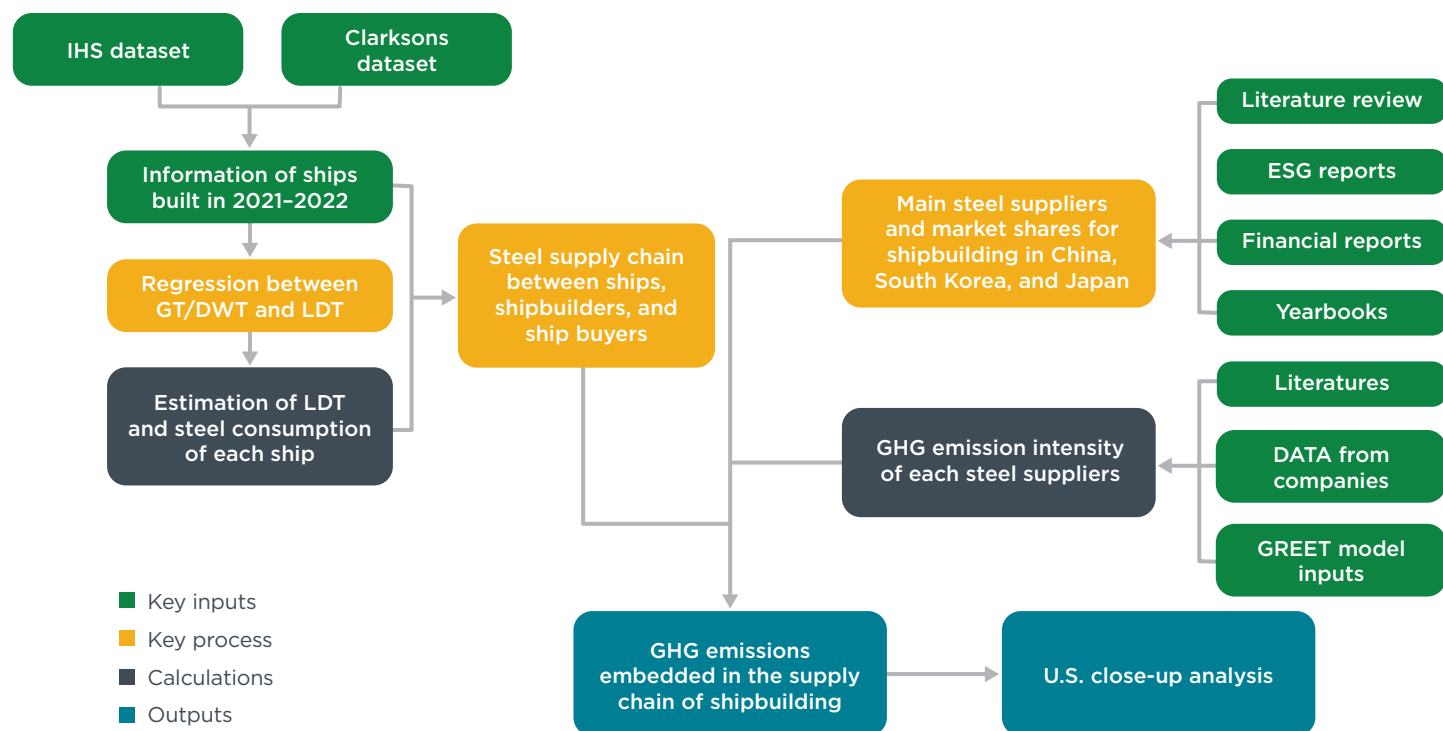 IHS dataset
Clarksons
dataset
Information of ships
built in 2021–2022
Regression between
GT/DWT and LDT
Estimation of LDT
and steel consumption
of each ship
Steel supply chain
between ships,
shipbuilders, and
ship buyers
Main steel suppliers
and market shares for
shipbuilding in China,
South Korea, and Japan
Literature review
ESG reports
Financial reports
Yearbooks
GHG emission intensity
of each steel suppliers
Literatures
DATA from
companies
GREET model
inputs
GHG emissions
embedded in the supply
chain of shipbuilding
U.S. close-up analysis
Key inputs
Key process
Calculations
Outputs